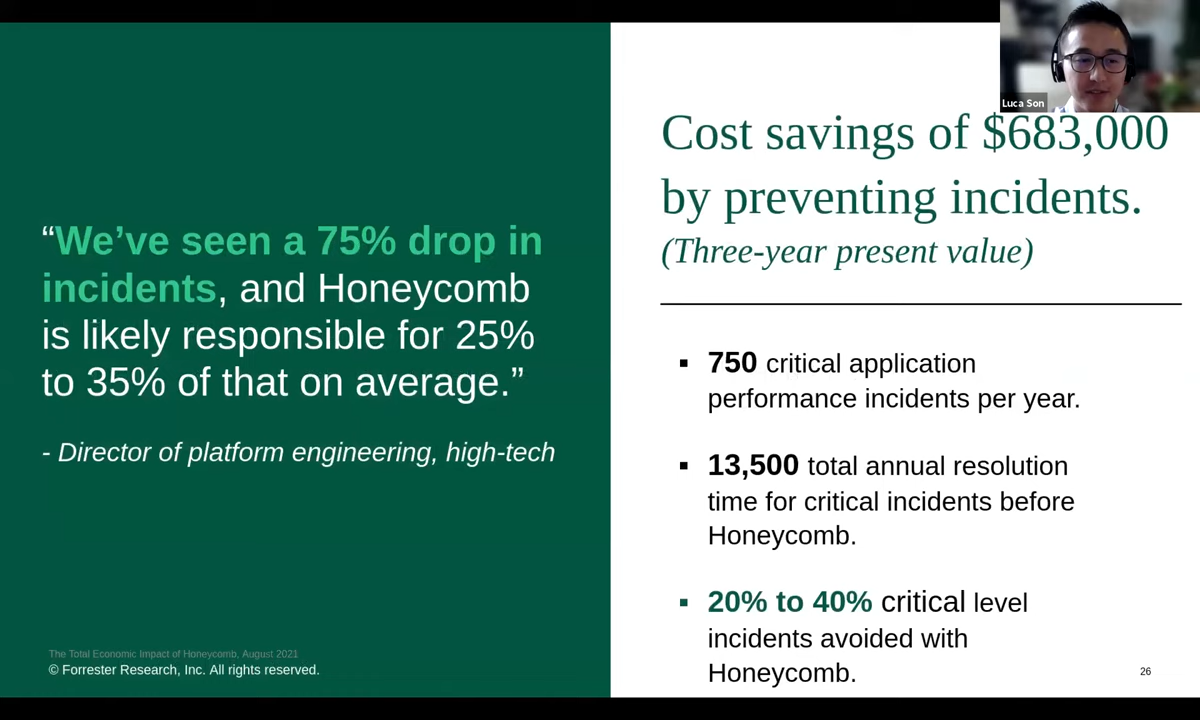 “We’ve seen a 75% drop in
incidents, and Honeycomb
is likely responsible for 25%
to 35% of that on average.”
- Director of platform engineering, high-tech
The Total Economic Impact of Honeycomb, August 2021
© Forrester Research, Inc. All rights reserved.
Luca Son
Cost savings of $683,000
by preventing incidents.
(Three-year present value)
▪ 750 critical application
performance incidents per year.
▪ 13,500 total annual resolution
time for critical incidents before
Honeycomb.
▪ 20% to 40% critical level
incidents avoided with
Honeycomb.
26